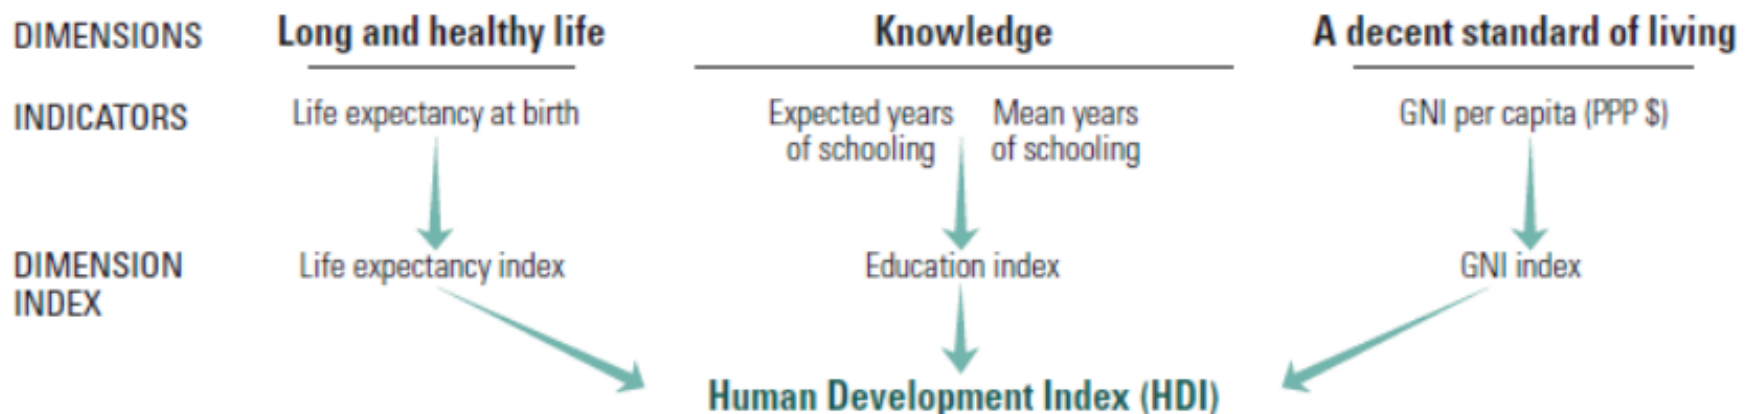 DIMENSIONS Long and healthy life Knowledge A decent standard of living
INDICATORS Life expectancy at birth Expected years Mean years GNI per capita (PPP $)
of schooling of schooling
DIMENSION Life expectancy index Education index GNI index
INDEX
Human Development Index (HDI)